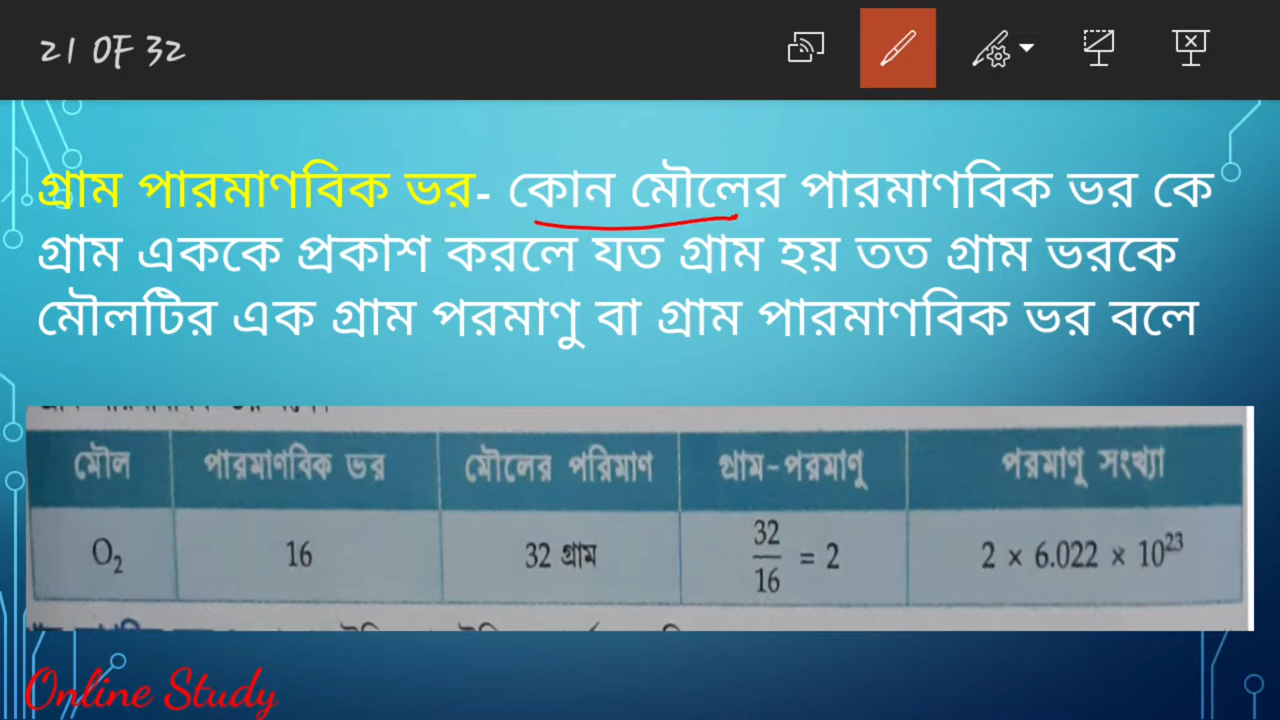 21 OF 32
গ্রাম পারমাণবিক ভর- কোন মৌলের পারমাণবিক ভর কে
গ্রাম এককে প্রকাশ করলে যত গ্রাম হয় তত গ্রাম ভরকে
মৌলটির এক গ্রাম পরমাণু বা গ্রাম পারমাণবিক ভর বলে
মৌল পারমাণবিক ভর মৌলের পরিমাণ গ্রাম-পরমাণু পরমাণু সংখ্যা
O₂ 16 32 গ্রাম 32/16 = 2 2 × 6.022 × 10²³
Online Study